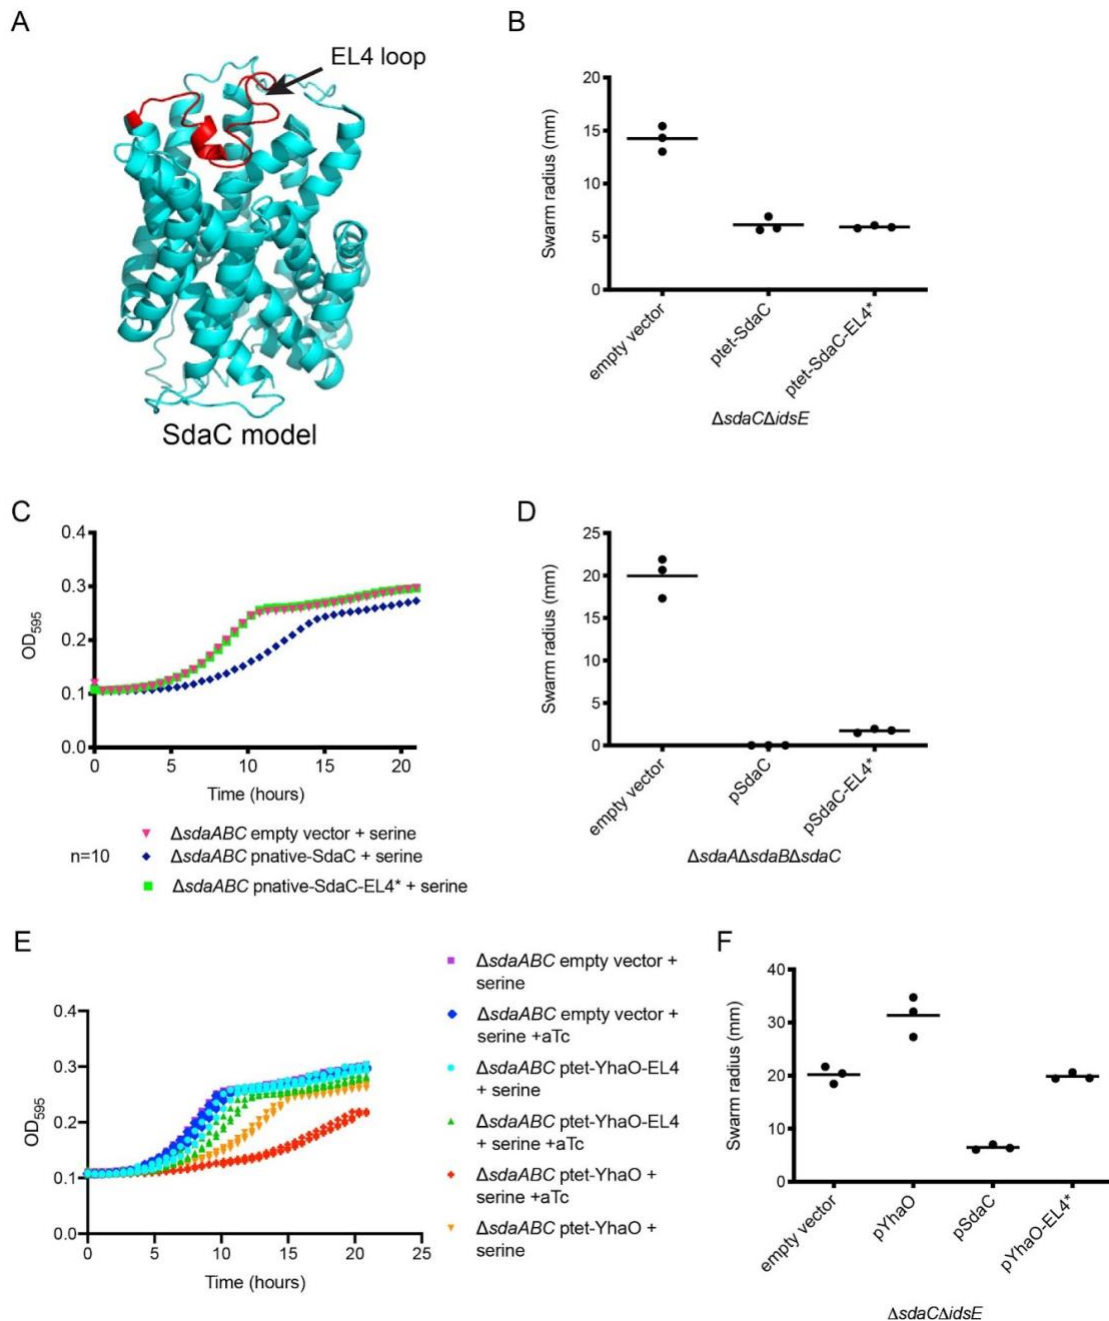 A
EL4 loop
SdaC model
B
Swarm radius (mm)
20
15
10
5
0
empty vector
ptet-SdaC
ptet-SdaC-EL4*
ΔsdaCΔidsE
C
OD595
0.4
0.3
0.2
0.1
0.0
0 5 10 15 20
Time (hours)
n=10
ΔsdaABC empty vector + serine
ΔsdaABC pnative-SdaC + serine
ΔsdaABC pnative-SdaC-EL4* + serine
D
Swarm radius (mm)
25
20
15
10
5
0
empty vector
pSdaC
pSdaC-EL4*
ΔsdaAΔsdaBΔsdaC
E
OD595
0.4
0.3
0.2
0.1
0.0
0 5 10 15 20 25
Time (hours)
ΔsdaABC empty vector +
serine
ΔsdaABC empty vector +
serine +aTc
ΔsdaABC ptet-YhaO-EL4
+ serine
ΔsdaABC ptet-YhaO-EL4
+ serine +aTc
ΔsdaABC ptet-YhaO +
serine +aTc
ΔsdaABC ptet-YhaO +
serine
F
Swarm radius (mm)
40
30
20
10
0
empty vector
pYhaO
pSdaC
pYhaO-EL4*
ΔsdaCΔidsE